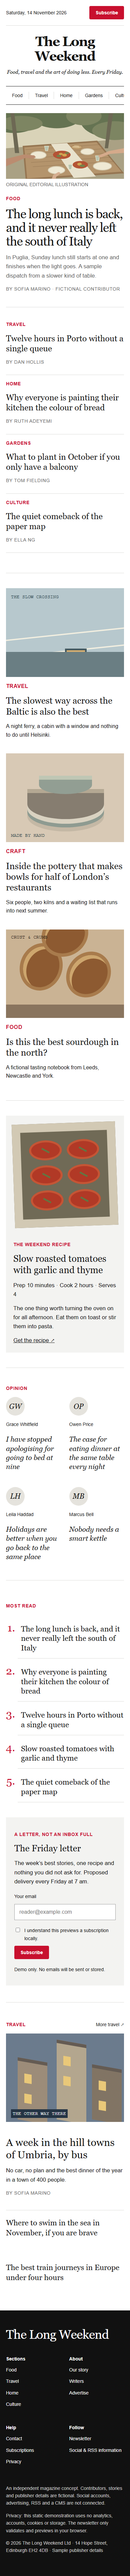 Saturday, 14 November 2026
Subscribe
The Long
Weekend
Food, travel and the art of doing less. Every Friday.
Food Travel Home Gardens Cult
ORIGINAL EDITORIAL ILLUSTRATION
FOOD
The long lunch is back,
and it never really left
the south of Italy
In Puglia, Sunday lunch still starts at one and
finishes when the light goes. A sample
dispatch from a slower kind of table.
BY SOFIA MARINO · FICTIONAL CONTRIBUTOR
TRAVEL
Twelve hours in Porto without a
single queue
BY DAN HOLLIS
HOME
Why everyone is painting their
kitchen the colour of bread
BY RUTH ADEYEMI
GARDENS
What to plant in October if you
only have a balcony
BY TOM FIELDING
CULTURE
The quiet comeback of the
paper map
BY ELLA NG
THE SLOW CROSSING
TRAVEL
The slowest way across the
Baltic is also the best
A night ferry, a cabin with a window and nothing
to do until Helsinki.
MADE BY HAND
CRAFT
Inside the pottery that makes
bowls for half of London's
restaurants
Six people, two kilns and a waiting list that runs
into next summer.
CRUST & CRUMB
FOOD
Is this the best sourdough in
the north?
A fictional tasting notebook from Leeds,
Newcastle and York.
THE WEEKEND RECIPE
Slow roasted tomatoes
with garlic and thyme
Prep 10 minutes · Cook 2 hours · Serves
4
The one thing worth turning the oven on
for all afternoon. Eat them on toast or stir
them into pasta.
Get the recipe ↗
OPINION
GW
Grace Whitfield
I have stopped
apologising for
going to bed at
nine
OP
Owen Price
The case for
eating dinner at
the same table
every night
LH
Leila Haddad
Holidays are
better when you
go back to the
same place
MB
Marcus Bell
Nobody needs a
smart kettle
MOST READ
1. The long lunch is back, and it
never really left the south of
Italy
2. Why everyone is painting
their kitchen the colour of
bread
3. Twelve hours in Porto without
a single queue
4. Slow roasted tomatoes with
garlic and thyme
5. The quiet comeback of the
paper map
A LETTER, NOT AN INBOX FULL
The Friday letter
The week's best stories, one recipe and
nothing you did not ask for. Proposed
delivery every Friday at 7 am.
Your email
reader@example.com
I understand this previews a subscription
locally.
Subscribe
Demo only. No emails will be sent or stored.
TRAVEL
More travel ↗
THE OTHER WAY THERE
A week in the hill towns
of Umbria, by bus
No car, no plan and the best dinner of the year
in a town of 400 people.
BY SOFIA MARINO
Where to swim in the sea in
November, if you are brave
The best train journeys in Europe
under four hours
The Long Weekend
Sections
Food
Travel
Home
Culture
About
Our story
Writers
Advertise
Help
Contact
Subscriptions
Privacy
Follow
Newsletter
Social & RSS information
An independent magazine concept. Contributors, stories
and publisher details are fictional. Social accounts,
advertising, RSS and a CMS are not connected.
Privacy: this static demonstration uses no analytics,
accounts, cookies or storage. The newsletter only
validates and previews in your browser.
© 2026 The Long Weekend Ltd · 14 Hope Street,
Edinburgh EH2 4DB · Sample publisher details